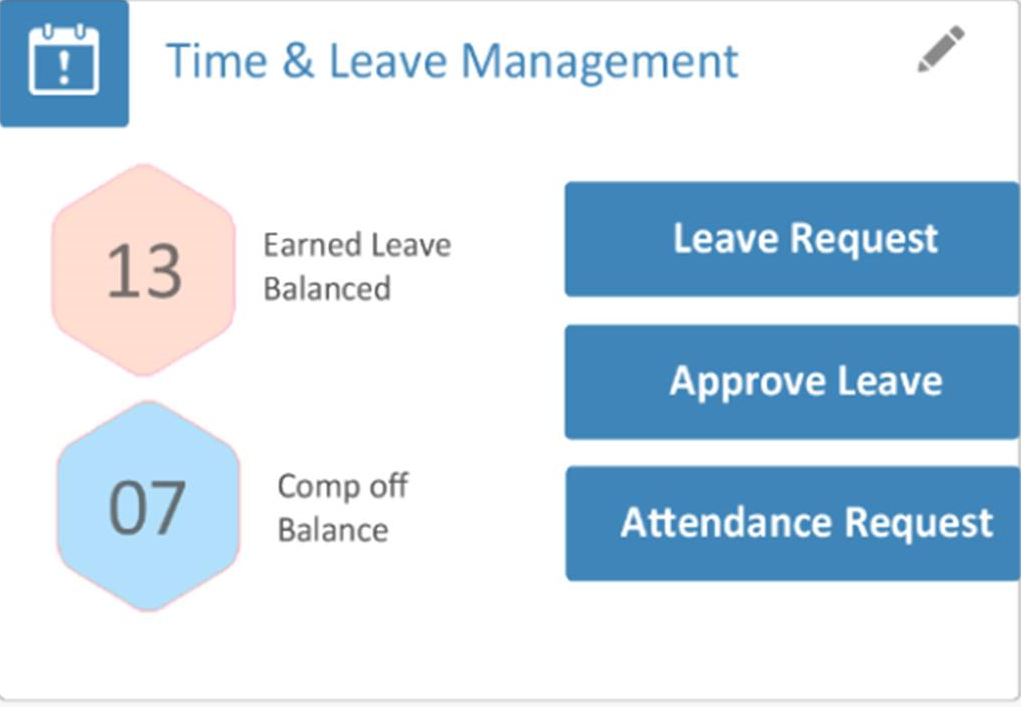 Time & Leave Management
13
Earned Leave
Balanced
Leave Request
Approve Leave
07
Comp off
Balance
Attendance Request